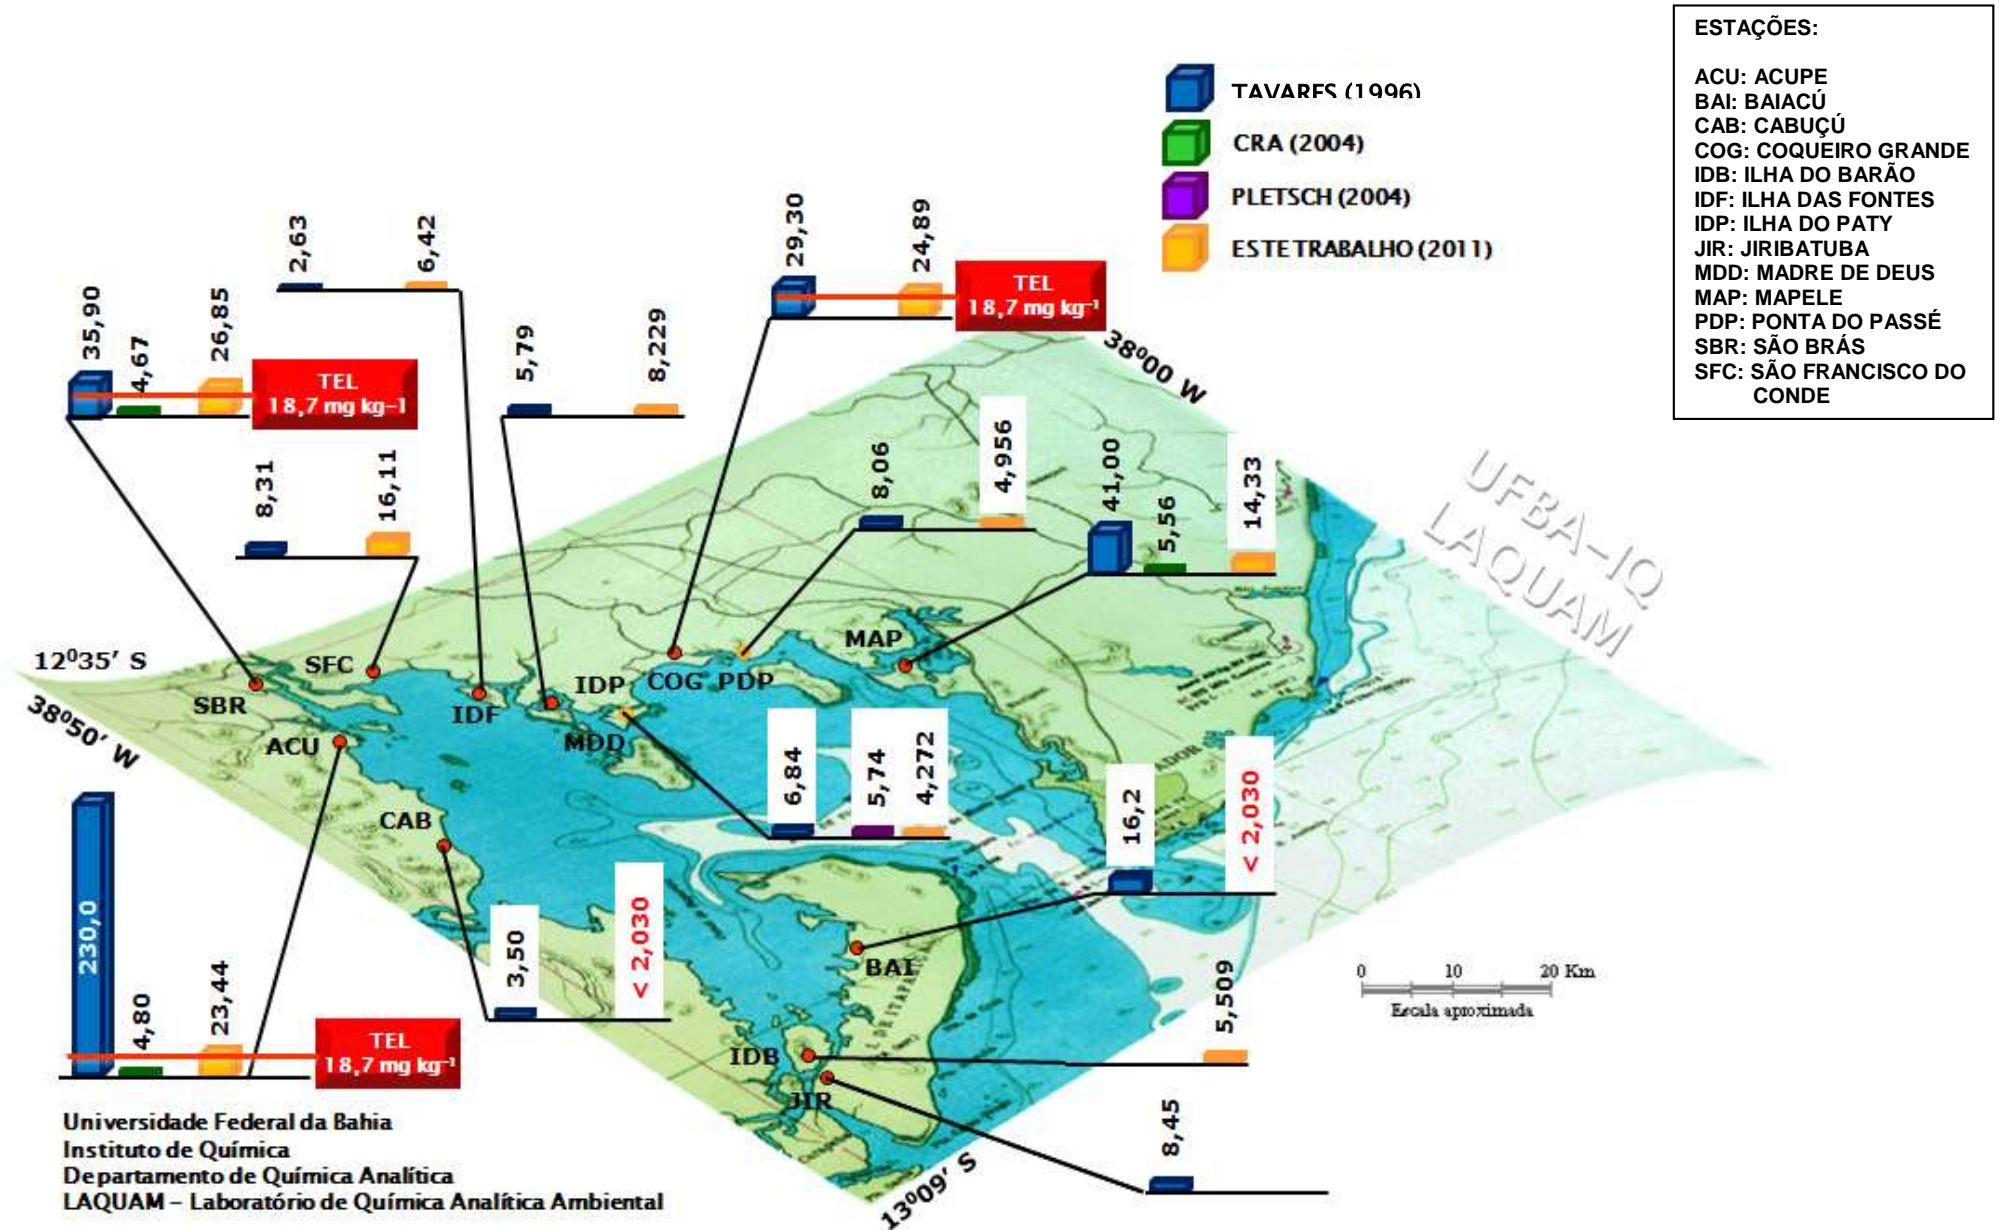 ESTAÇÕES:
ACU: ACUPE
BAI: BAIACÚ
CAB: CABUÇÚ
COG: COQUEIRO GRANDE
IDB: ILHA DO BARÃO
IDF: ILHA DAS FONTES
IDP: ILHA DO PATY
JIR: JIRIBATUBA
MDD: MADRE DE DEUS
MAP: MAPELE
PDP: PONTA DO PASSÉ
SBR: SÃO BRÁS
SFC: SÃO FRANCISCO DO
CONDE
TAVARES (1996)
CRA (2004)
PLETSCH (2004)
ESTE TRABALHO (2011)
2,63
6,42
29,30
24,89
TEL
18,7 mg kg⁻¹
35,90
4,67
26,85
TEL
18,7 mg kg–1
5,79
8,229
38⁰00 W
8,31
16,11
8,06
4,956
41,00
5,56
14,33
UFBA–IQ
LAQUAM
12⁰35′ S
38⁰50′ W
SBR
SFC
IDF
IDP
COG
PDP
MAP
ACU
MDD
CAB
6,84
5,74
4,272
ADOR
16,2
< 2,030
230,0
4,80
23,44
TEL
18,7 mg kg⁻¹
3,50
< 2,030
BAI
IDB
JIR
5,509
8,45
0 10 20 Km
Escala aproximada
13⁰09′ S
Universidade Federal da Bahia
Instituto de Química
Departamento de Química Analítica
LAQUAM – Laboratório de Química Analítica Ambiental